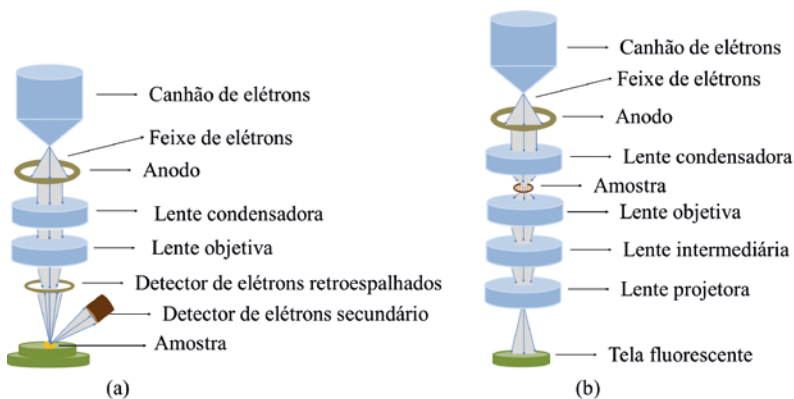 Canhão de elétrons
Feixe de elétrons
Anodo
Lente condensadora
Lente objetiva
Detector de elétrons retroespalhados
Detector de elétrons secundário
Amostra
(a)
Canhão de elétrons
Feixe de elétrons
Anodo
Lente condensadora
Amostra
Lente objetiva
Lente intermediária
Lente projetora
Tela fluorescente
(b)